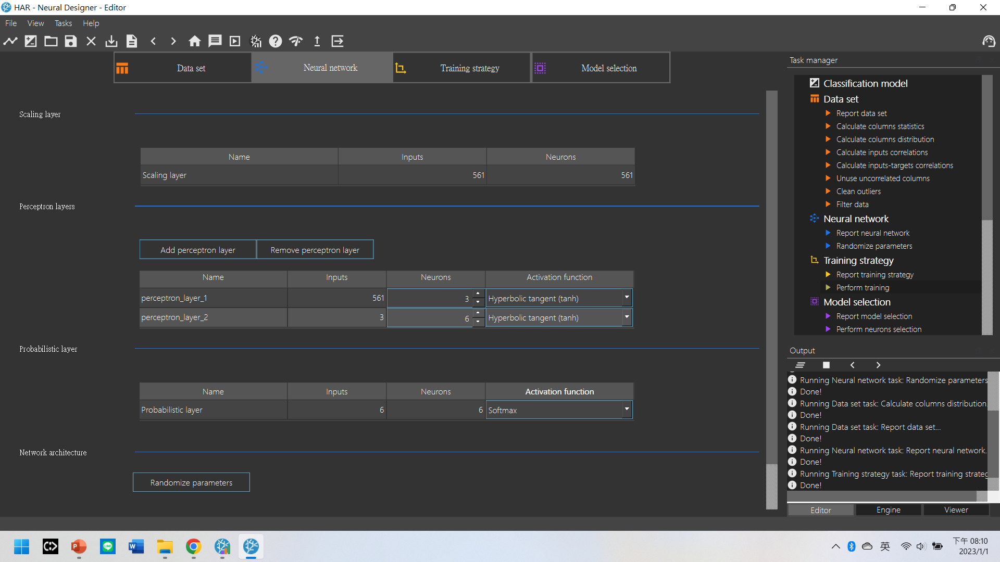 HAR - Neural Designer - Editor
File View Tasks Help
Data set Neural network Training strategy Model selection
Scaling layer
Name Inputs Neurons
Scaling layer 561 561
Perceptron layers
Add perceptron layer Remove perceptron layer
Name Inputs Neurons Activation function
perceptron_layer_1 561 3 Hyperbolic tangent (tanh)
perceptron_layer_2 3 6 Hyperbolic tangent (tanh)
Probabilistic layer
Name Inputs Neurons Activation function
Probabilistic layer 6 6 Softmax
Network architecture
Randomize parameters
Task manager
Classification model
Data set
Report data set
Calculate columns statistics
Calculate columns distribution
Calculate inputs correlations
Calculate inputs-targets correlations
Unuse uncorrelated columns
Clean outliers
Filter data
Neural network
Report neural network
Randomize parameters
Training strategy
Report training strategy
Perform training
Model selection
Report model selection
Perform neurons selection
Output
Running Neural network task: Randomize parameters
Done!
Running Data set task: Calculate columns distribution
Done!
Running Data set task: Report data set...
Done!
Running Neural network task: Report neural network.
Done!
Running Training strategy task: Report training strateg
Done!
Editor Engine Viewer
英
下午 08:10
2023/1/1